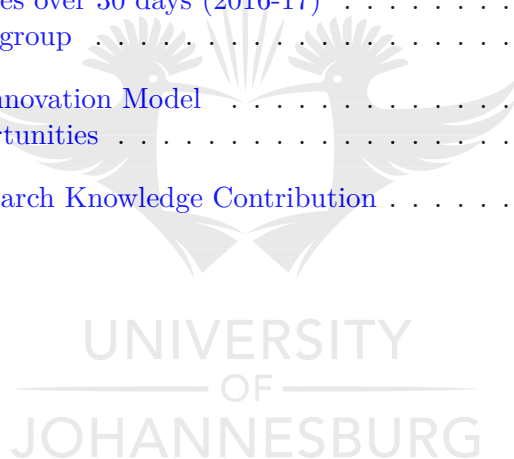 es over 30 days (2016-17) . . . . . . . .
group . . . . . . . . . . . . . . . . . . .
nnovation Model . . . . . . . . . . . . .
rtunities . . . . . . . . . . . . . . . . . .
arch Knowledge Contribution . . . . . .
UNIVERSITY
OF
JOHANNESBURG